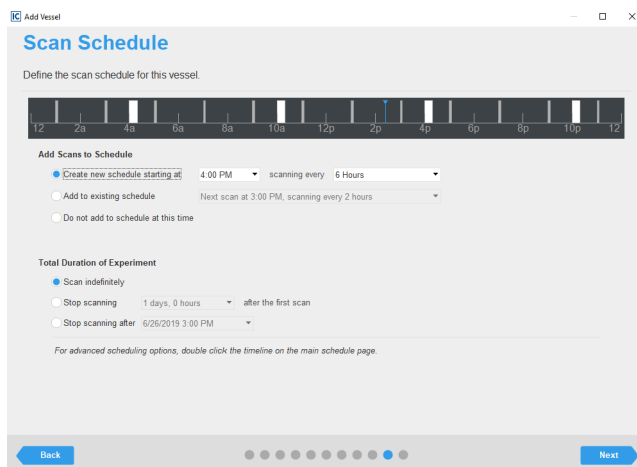 IC Add Vessel
Scan Schedule
Define the scan schedule for this vessel.
12 2a 4a 6a 8a 10a 12p 2p 4p 6p 8p 10p 12
Add Scans to Schedule
Create new schedule starting at 4:00 PM scanning every 6 Hours
Add to existing schedule Next scan at 3:00 PM, scanning every 2 hours
Do not add to schedule at this time
Total Duration of Experiment
Scan indefinitely
Stop scanning 1 days, 0 hours after the first scan
Stop scanning after 6/26/2019 3:00 PM
For advanced scheduling options, double click the timeline on the main schedule page.
Back Next